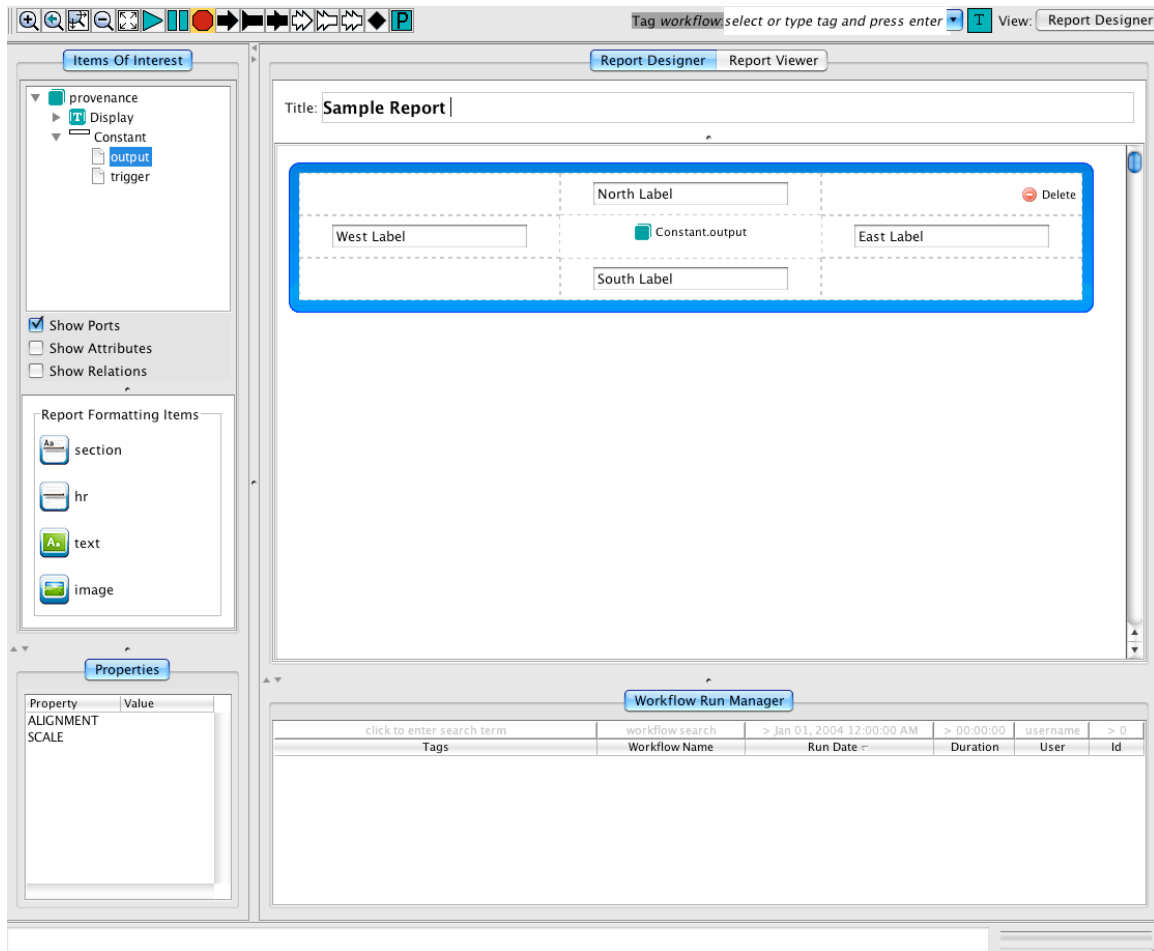 P Tag workflow: select or type tag and press enter T View: Report Designer
Items Of Interest
provenance
T Display
Constant
output
trigger
Show Ports
Show Attributes
Show Relations
Report Formatting Items
Aa section
hr
A. text
image
Properties
Property Value
ALIGNMENT
SCALE
Report Designer Report Viewer
Title: Sample Report
North Label Delete
West Label Constant.output East Label
South Label
Workflow Run Manager
click to enter search term workflow search > Jan 01, 2004 12:00:00 AM > 00:00:00 username > 0
Tags Workflow Name Run Date Duration User Id